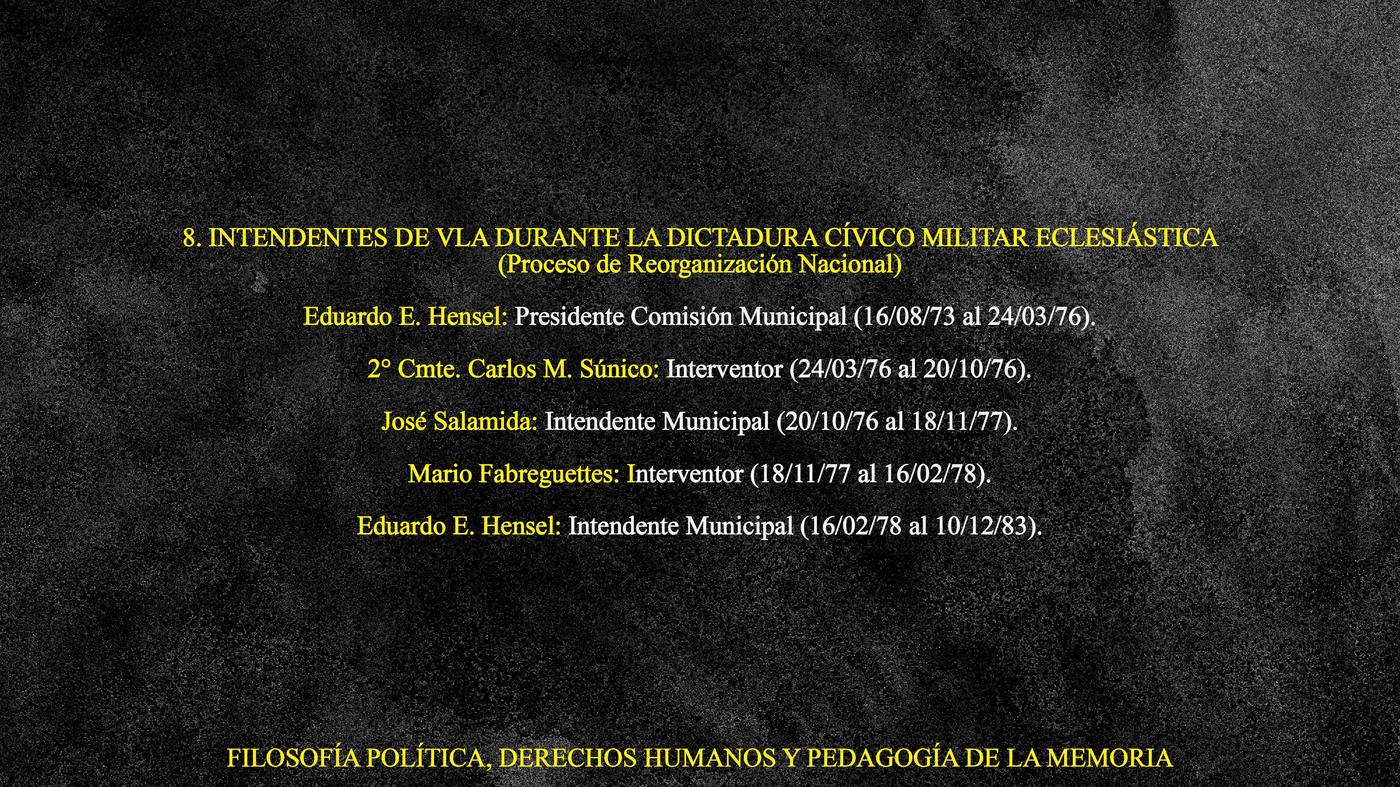 8. INTENDENTES DE VLA DURANTE LA DICTADURA CÍVICO MILITAR ECLESIÁSTICA
(Proceso de Reorganización Nacional)
Eduardo E. Hensel: Presidente Comisión Municipal (16/08/73 al 24/03/76).
2° Cmte. Carlos M. Súnico: Interventor (24/03/76 al 20/10/76).
José Salamida: Intendente Municipal (20/10/76 al 18/11/77).
Mario Fabreguettes: Interventor (18/11/77 al 16/02/78).
Eduardo E. Hensel: Intendente Municipal (16/02/78 al 10/12/83).
FILOSOFÍA POLÍTICA, DERECHOS HUMANOS Y PEDAGOGÍA DE LA MEMORIA